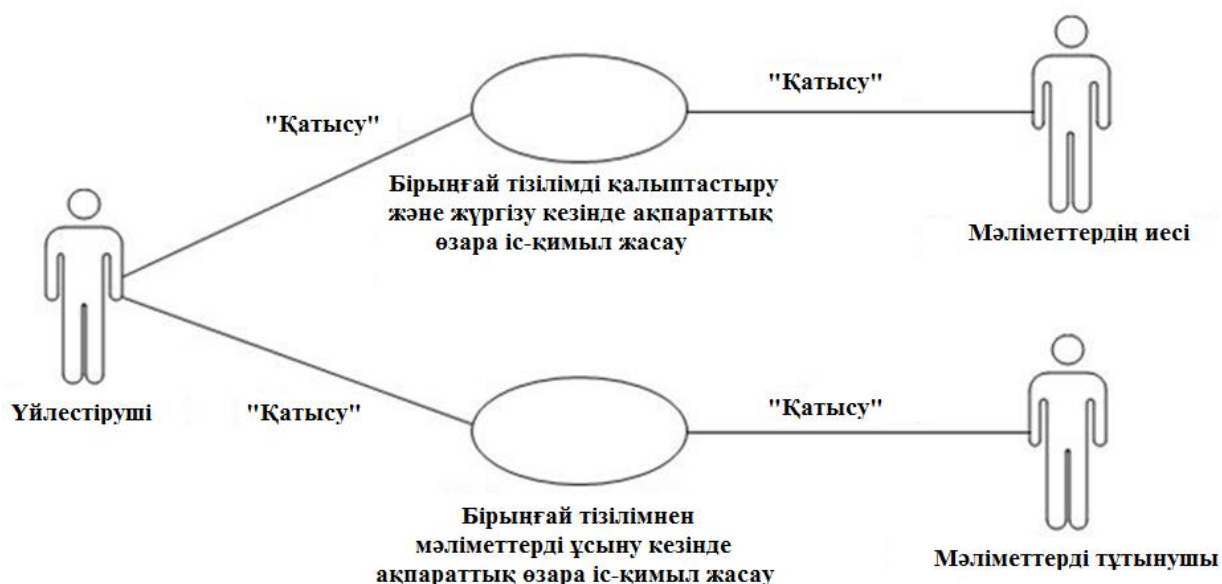 "Қатысу"
"Қатысу"
Бірыңғай тізілімді қалыптастыру
және жүргізу кезінде ақпараттық
өзара іс-қимыл жасау
Мәліметтердің иесі
Үйлестіруші
"Қатысу"
"Қатысу"
Бірыңғай тізілімнен
мәліметтерді ұсыну кезінде
ақпараттық өзара іс-қимыл жасау
Мәліметтерді тұтынушы